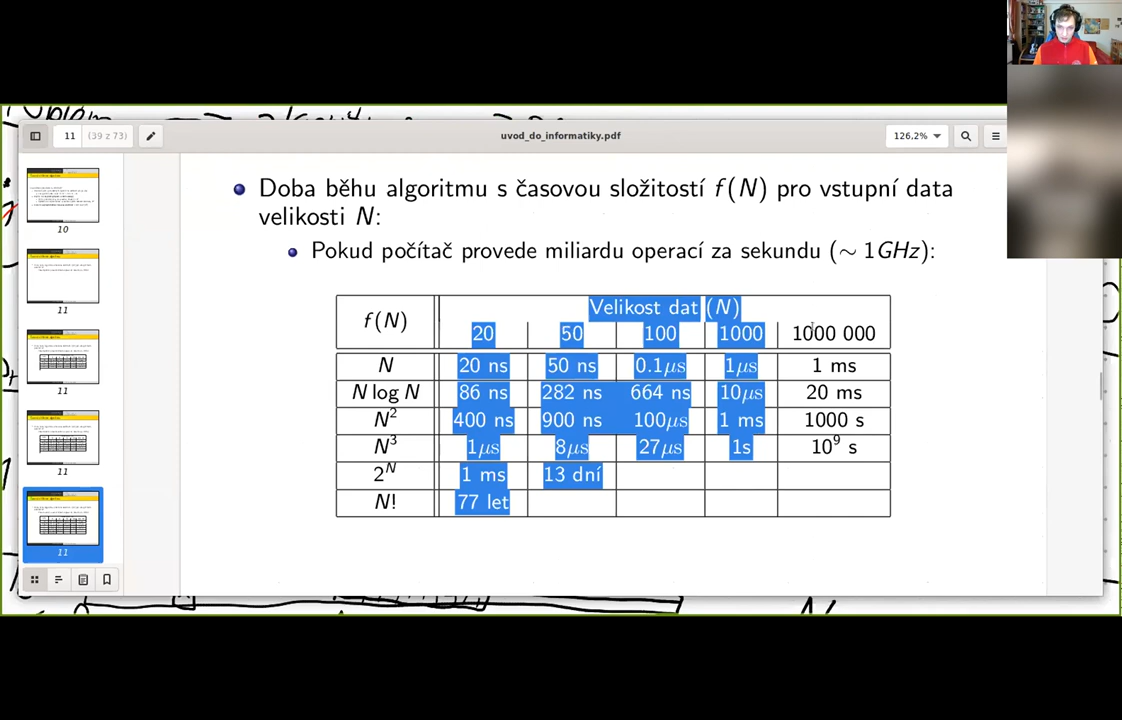 11 (39 z 73) uvod_do_informatiky.pdf 126,2%
Doba běhu algoritmu s časovou složitostí f(N) pro vstupní data
velikosti N:
Pokud počítač provede miliardu operací za sekundu (∼ 1GHz):
f(N) Velikost dat (N)
20 50 100 1000 1000 000
N 20 ns 50 ns 0.1μs 1μs 1 ms
N log N 86 ns 282 ns 664 ns 10μs 20 ms
N² 400 ns 900 ns 100μs 1 ms 1000 s
N³ 1μs 8μs 27μs 1s 10⁹ s
2ᴺ 1 ms 13 dní
N! 77 let
10
11
11
11
11